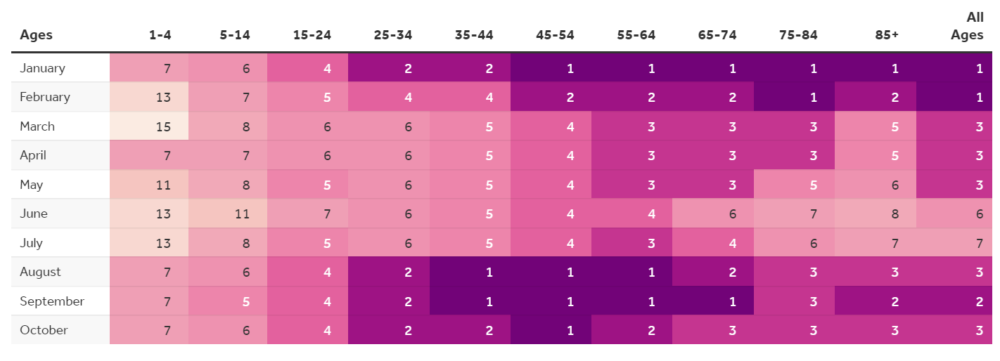 Ages 1-4 5-14 15-24 25-34 35-44 45-54 55-64 65-74 75-84 85+ All Ages
January 7 6 4 2 2 1 1 1 1 1 1
February 13 7 5 4 4 2 2 2 1 2 1
March 15 8 6 6 5 4 3 3 3 5 3
April 7 7 6 6 5 4 3 3 3 5 3
May 11 8 5 6 5 4 3 3 5 6 3
June 13 11 7 6 5 4 4 6 7 8 6
July 13 8 5 6 5 4 3 4 6 7 7
August 7 6 4 2 1 1 1 2 3 3 3
September 7 5 4 2 1 1 1 1 3 2 2
October 7 6 4 2 2 1 2 3 3 3 3